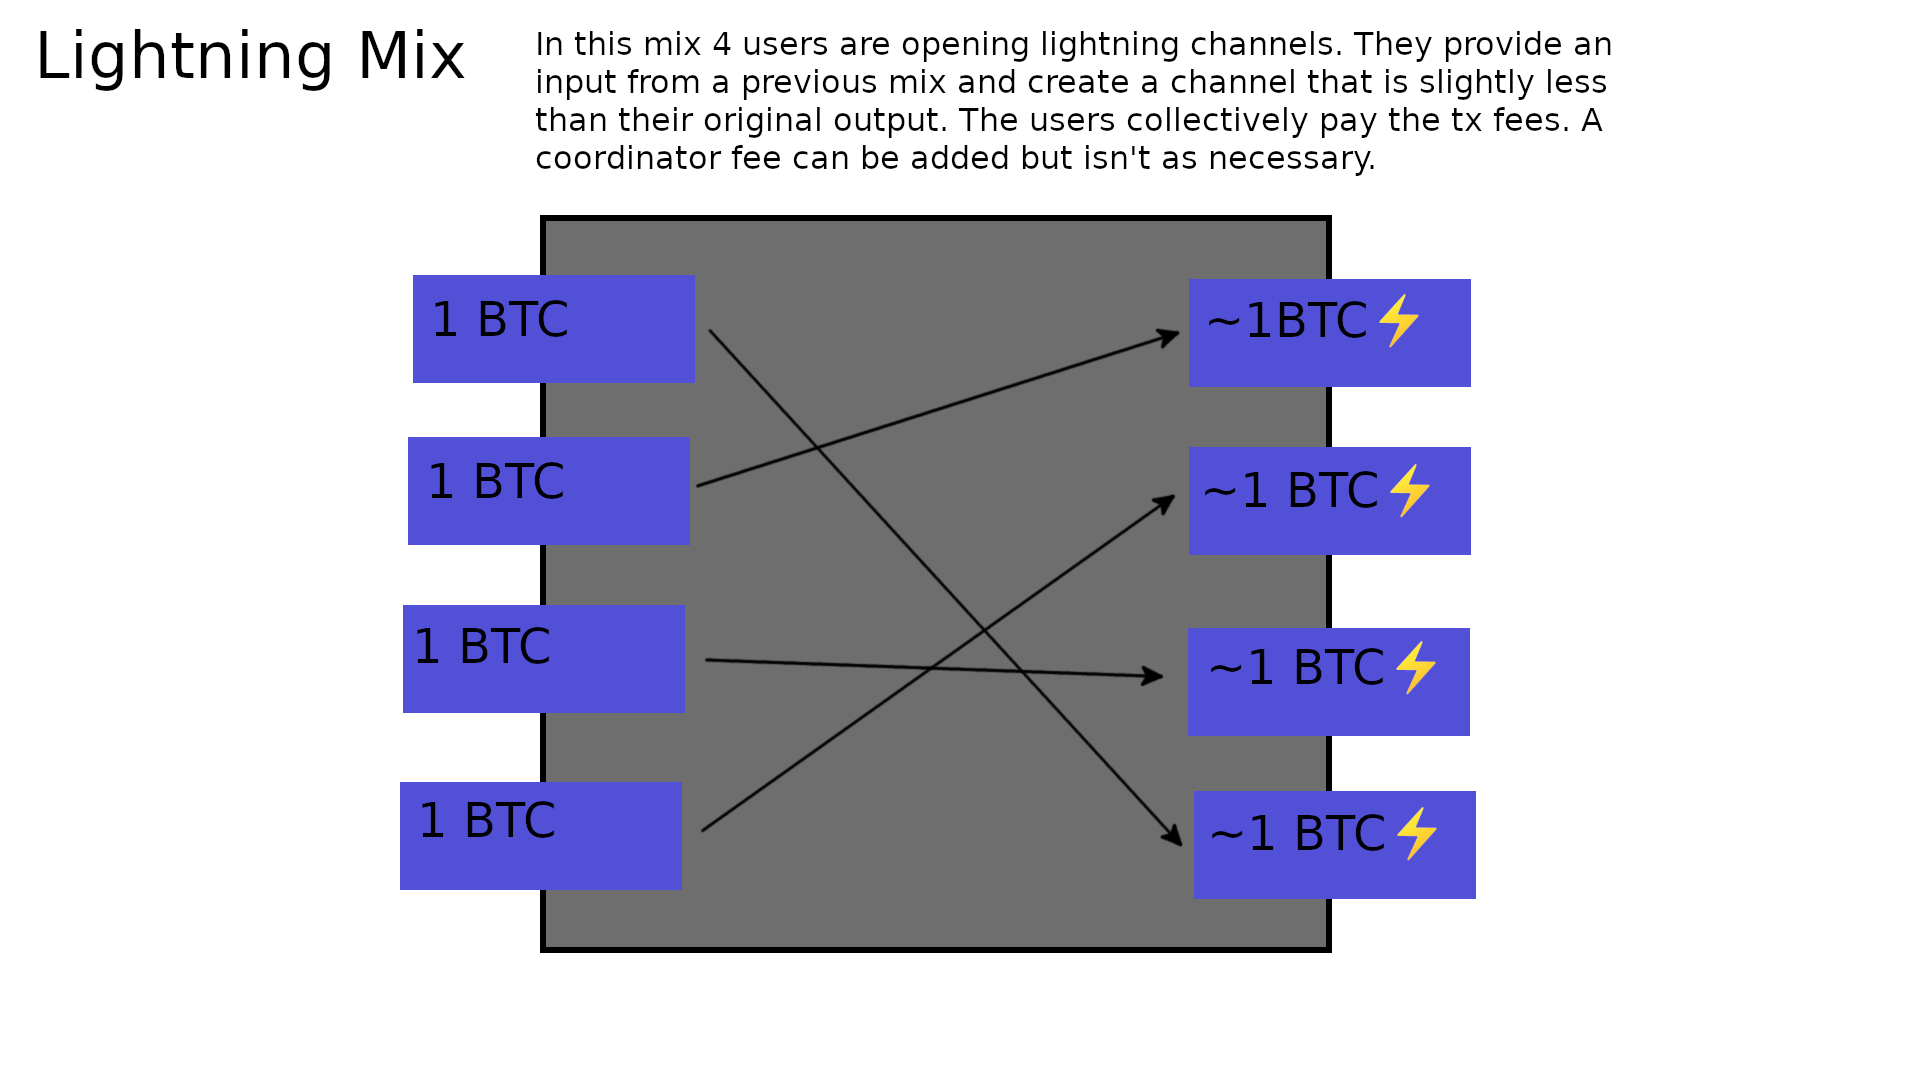 Lightning Mix
In this mix 4 users are opening lightning channels. They provide an
input from a previous mix and create a channel that is slightly less
than their original output. The users collectively pay the tx fees. A
coordinator fee can be added but isn't as necessary.
1 BTC
~1BTC⚡
1 BTC
~1 BTC⚡
1 BTC
~1 BTC⚡
1 BTC
~1 BTC⚡